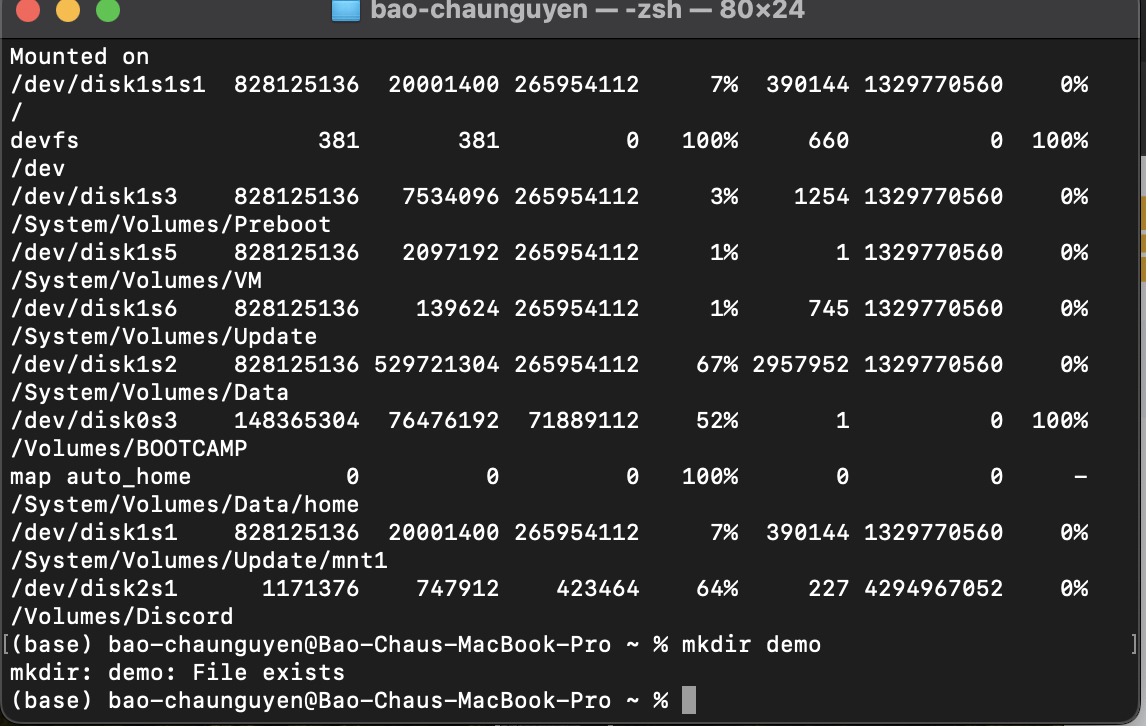 bao-chaunguyen — -zsh — 80×24
Mounted on
/dev/disk1s1s1  828125136  20001400 265954112     7%  390144 1329770560    0%
/
devfs                 381       381         0   100%     660          0  100%
/dev
/dev/disk1s3    828125136   7534096 265954112     3%    1254 1329770560    0%
/System/Volumes/Preboot
/dev/disk1s5    828125136   2097192 265954112     1%       1 1329770560    0%
/System/Volumes/VM
/dev/disk1s6    828125136    139624 265954112     1%     745 1329770560    0%
/System/Volumes/Update
/dev/disk1s2    828125136 529721304 265954112    67% 2957952 1329770560    0%
/System/Volumes/Data
/dev/disk0s3    148365304  76476192  71889112    52%       1          0  100%
/Volumes/BOOTCAMP
map auto_home           0         0         0   100%       0          0     -
/System/Volumes/Data/home
/dev/disk1s1    828125136  20001400 265954112     7%  390144 1329770560    0%
/System/Volumes/Update/mnt1
/dev/disk2s1      1171376    747912    423464    64%     227 4294967052    0%
/Volumes/Discord
[(base) bao-chaunguyen@Bao-Chaus-MacBook-Pro ~ % mkdir demo                      ]
mkdir: demo: File exists
(base) bao-chaunguyen@Bao-Chaus-MacBook-Pro ~ %